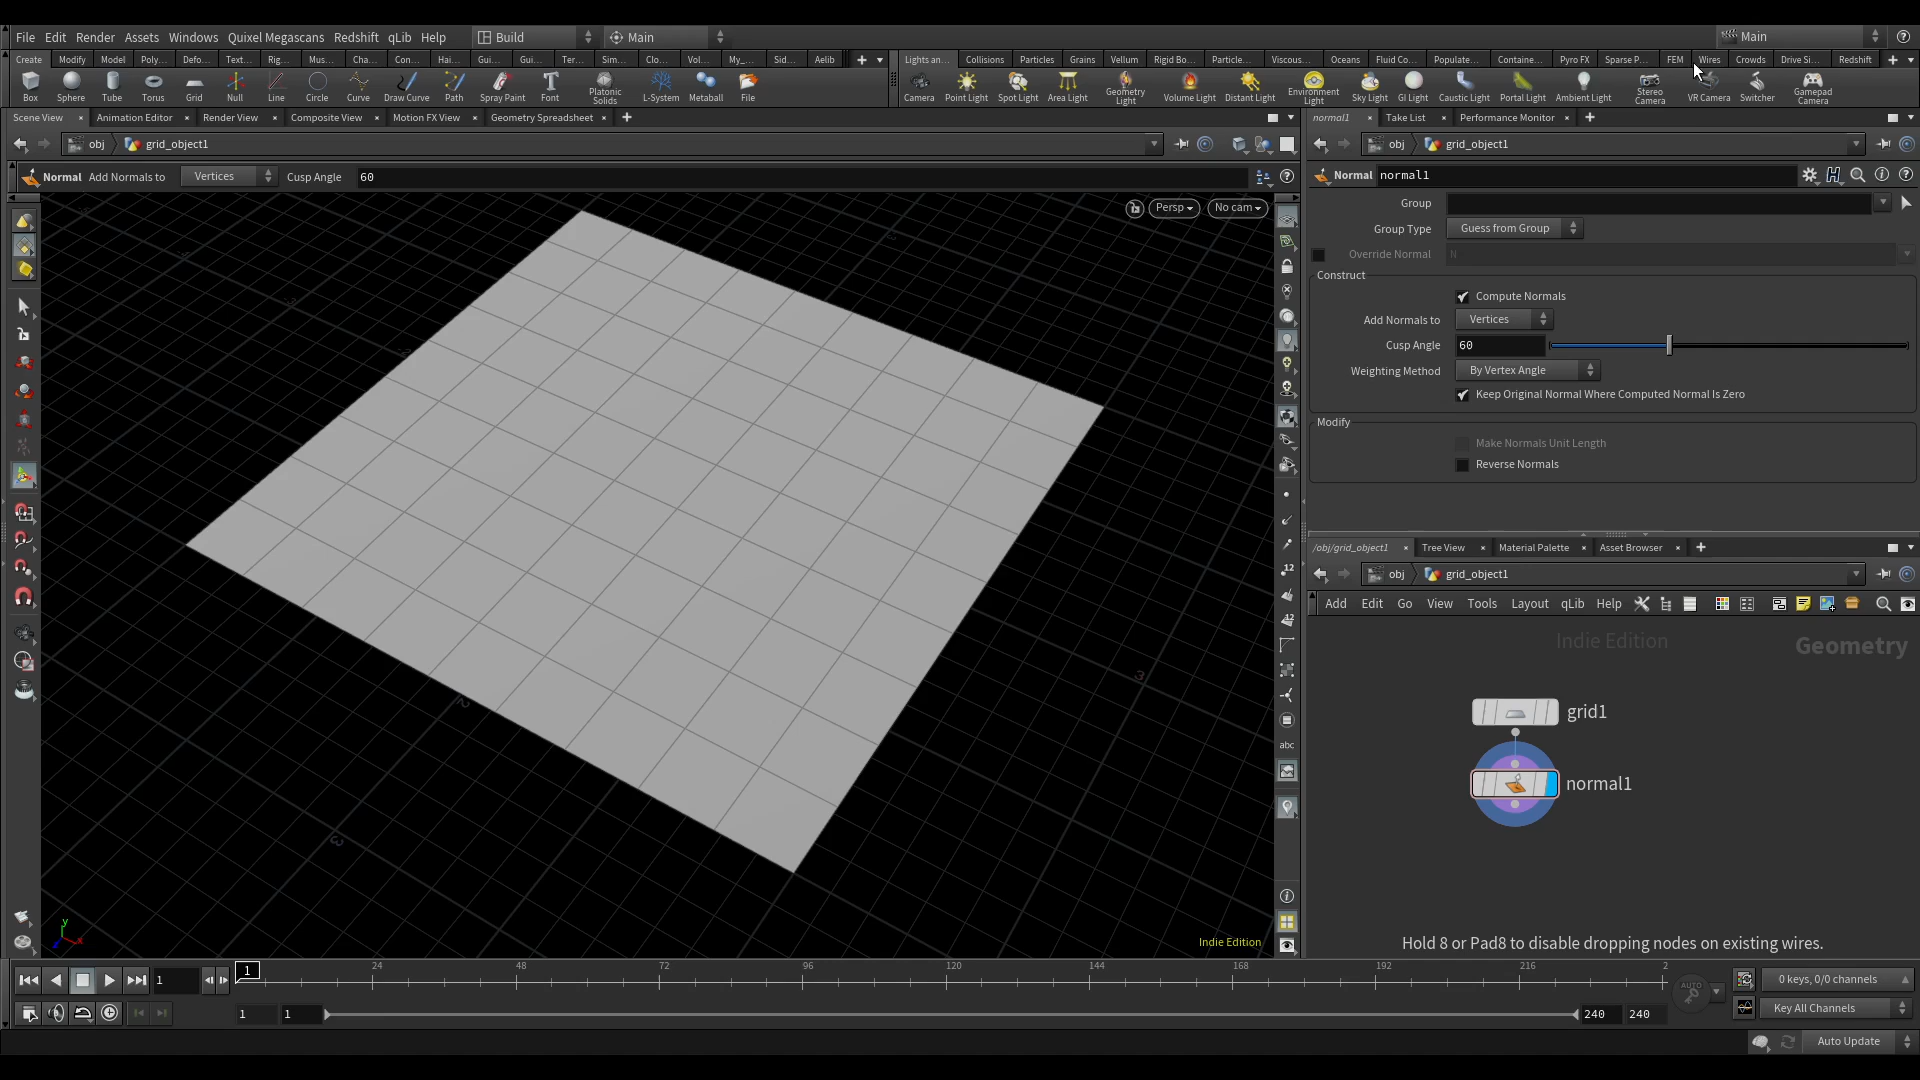 File Edit Render Assets Windows Quixel Megascans Redshift qLib Help Build Main Main
Create Modify Model Poly... Defo... Text... Rig... Mus... Cha... Con... Hai... Gui... Gui... Ter... Sim... Clo... Vol... My_... Sid... Aelib
Lights an... Collisions Particles Grains Vellum Rigid Bo... Particle... Viscous... Oceans Fluid Co... Populate... Containe... Pyro FX Sparse P... FEM Wires Crowds Drive Si... Redshift
Box Sphere Tube Torus Grid Null Line Circle Curve Draw Curve Path Spray Paint Font Platonic Solids L-System Metaball File
Camera Point Light Spot Light Area Light Geometry Light Volume Light Distant Light Environment Light Sky Light GI Light Caustic Light Portal Light Ambient Light Stereo Camera VR Camera Switcher Gamepad Camera
Scene View Animation Editor Render View Composite View Motion FX View Geometry Spreadsheet
obj grid_object1
Normal Add Normals to Vertices Cusp Angle 60
Persp No cam
12
12
abc
3
Indie Edition
normal1 Take List Performance Monitor
obj grid_object1
Normal normal1
Group
Group Type Guess from Group
Override Normal N
Construct
Compute Normals
Add Normals to Vertices
Cusp Angle 60
Weighting Method By Vertex Angle
Keep Original Normal Where Computed Normal Is Zero
Modify
Make Normals Unit Length
Reverse Normals
/obj/grid_object1 Tree View Material Palette Asset Browser
obj grid_object1
Add Edit Go View Tools Layout qLib Help
Indie Edition Geometry
grid1
normal1
Hold 8 or Pad8 to disable dropping nodes on existing wires.
1 1 24 48 72 96 120 144 168 192 216 2
AUTO 0 keys, 0/0 channels
1 1 240 240 Key All Channels
Auto Update